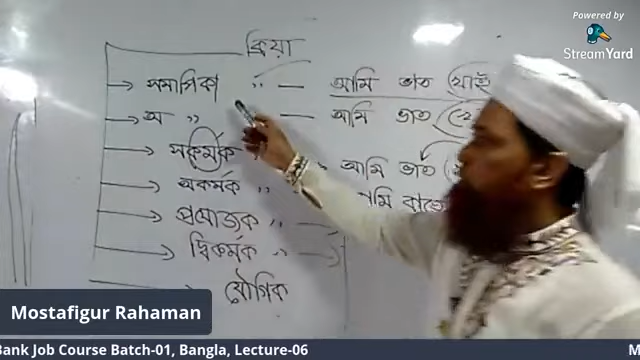 Powered by
StreamYard
ক্রিয়া
→ সমাপিকা " — আমি ভাত খাই
→ অ " — আমি ভাত
→ সকর্মক " আমি ভাত
→ অকর্মক "
→ প্রযোজক " —
→ দ্বিকর্মক " —
→ যৌগিক
Mostafigur Rahaman
Bank Job Course Batch-01, Bangla, Lecture-06